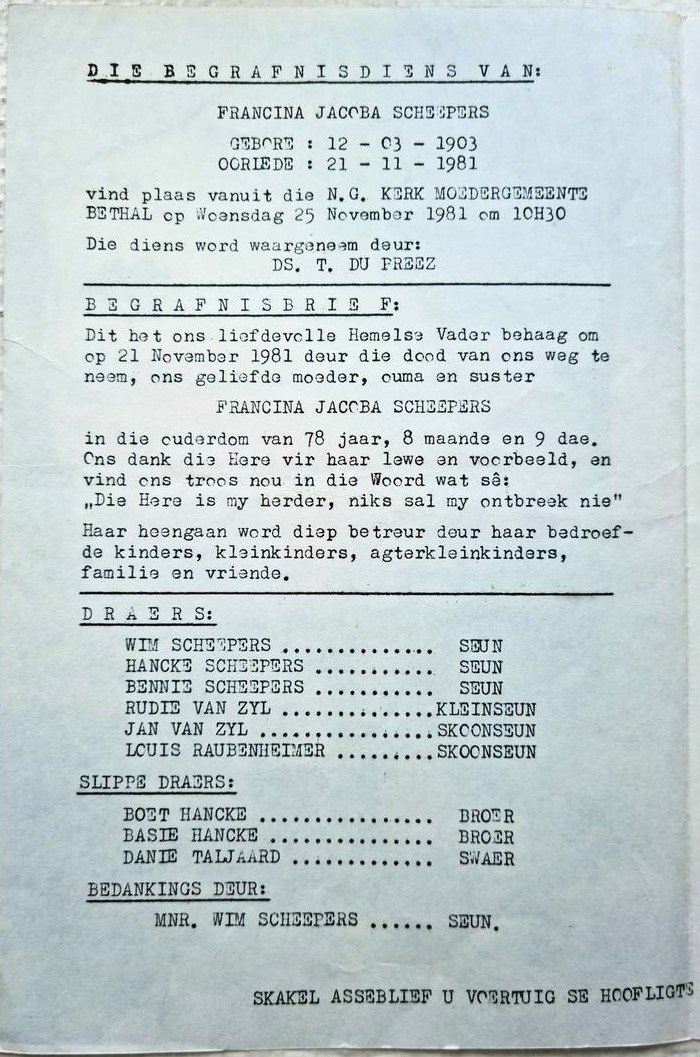 DIE BEGRAFNISDIENS VAN:
FRANCINA JACOBA SCHEEPERS
GEBORE : 12 - 03 - 1903
OORLEDE : 21 - 11 - 1981
vind plaas vanuit die N.G. KERK MOEDERGEMEENTE
BETHAL op Woensdag 25 November 1981 om 10H30
Die diens word waargeneem deur:
DS. T. DU PREEZ
BEGRAFNISBRIEF:
Dit het ons liefdevolle Hemelse Vader behaag om
op 21 November 1981 deur die dood van ons weg te
neem, ons geliefde moeder, ouma en suster
FRANCINA JACOBA SCHEEPERS
in die ouderdom van 78 jaar, 8 maande en 9 dae.
Ons dank die Here vir haar lewe en voorbeeld, en
vind ons troos nou in die Woord wat sê:
„Die Here is my herder, niks sal my ontbreek nie"
Haar heengaan word diep betreur deur haar bedroef-
de kinders, kleinkinders, agterkleinkinders,
familie en vriende.
DRAERS:
WIM SCHEEPERS .............. SEUN
HANCKE SCHEEPERS ........... SEUN
BENNIE SCHEEPERS ........... SEUN
RUDIE VAN ZYL ..............KLEINSEUN
JAN VAN ZYL ................SKOONSEUN
LOUIS RAUBENHEIMER .........SKOONSEUN
SLIPPE DRAERS:
BOET HANCKE ................ BROER
BASIE HANCKE ............... BROER
DANIE TALJAARD ............. SWAER
BEDANKINGS DEUR:
MNR. WIM SCHEEPERS ...... SEUN.
SKAKEL ASSEBLIEF U VOERTUIG SE HOOFLIGTE